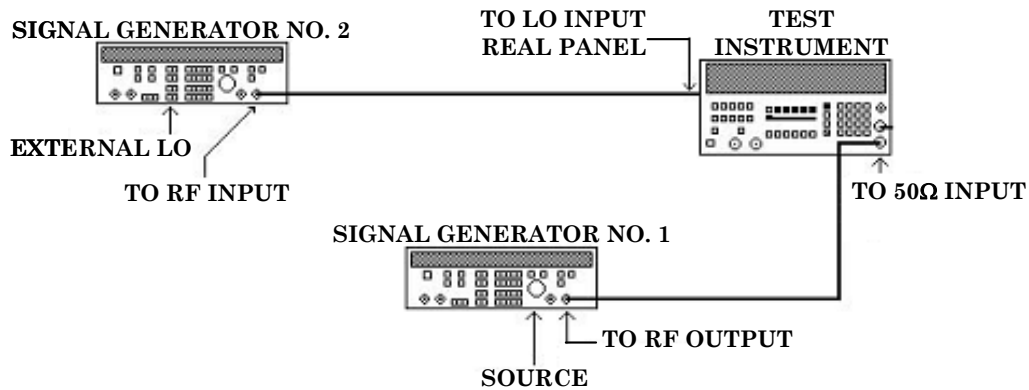 SIGNAL GENERATOR NO. 2
TO LO INPUT
REAL PANEL
TEST
INSTRUMENT
EXTERNAL LO
TO RF INPUT
TO 50Ω INPUT
SIGNAL GENERATOR NO. 1
TO RF OUTPUT
SOURCE